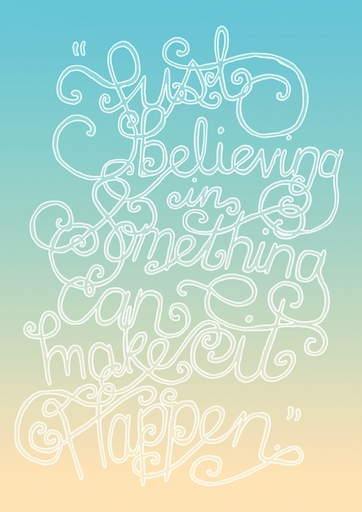 "Just
believing
in
Something
can
make it
Happen."